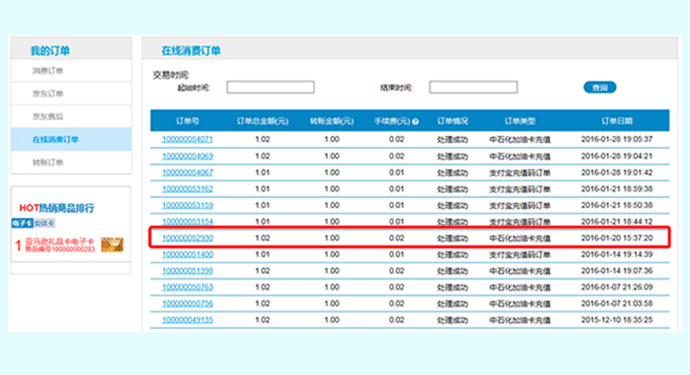 我的订单
消费订单
京东订单
京东售后
在线消费订单
转账订单
HOT热销商品排行
电子卡 实体卡
1 亚马逊礼品卡电子卡
商品编号100000000283
在线消费订单
交易时间:
起始时间: 结束时间: 查询
订单号 订单总金额(元) 转账金额(元) 手续费(元) 订单情况 订单类型 订单日期
100000054071 1.02 1.00 0.02 处理成功 中石化加油卡充值 2016-01-28 19:05:37
100000054069 1.02 1.00 0.02 处理成功 中石化加油卡充值 2016-01-28 19:04:21
100000054067 1.01 1.00 0.01 处理成功 支付宝充值码订单 2016-01-28 19:01:42
100000053162 1.01 1.00 0.01 处理成功 支付宝充值码订单 2016-01-21 18:59:38
100000053159 1.01 1.00 0.01 处理成功 支付宝充值码订单 2016-01-21 18:50:38
100000053154 1.01 1.00 0.01 处理成功 支付宝充值码订单 2016-01-21 18:44:12
100000052930 1.02 1.00 0.02 处理成功 中石化加油卡充值 2016-01-20 15:37:20
100000051400 1.01 1.00 0.01 处理成功 支付宝充值码订单 2016-01-14 19:14:39
100000051398 1.02 1.00 0.02 处理成功 中石化加油卡充值 2016-01-14 19:07:36
100000050763 1.02 1.00 0.02 处理成功 中石化加油卡充值 2016-01-07 21:26:09
100000050756 1.02 1.00 0.02 处理成功 中石化加油卡充值 2016-01-07 21:03:58
100000049135 1.02 1.00 0.02 处理成功 中石化加油卡充值 2015-12-10 18:35:25